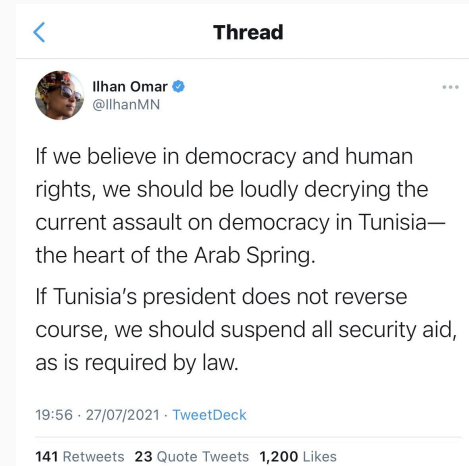 Thread
Ilhan Omar
@IlhanMN
If we believe in democracy and human
rights, we should be loudly decrying the
current assault on democracy in Tunisia—
the heart of the Arab Spring.
If Tunisia’s president does not reverse
course, we should suspend all security aid,
as is required by law.
19:56 · 27/07/2021 · TweetDeck
141 Retweets 23 Quote Tweets 1,200 Likes